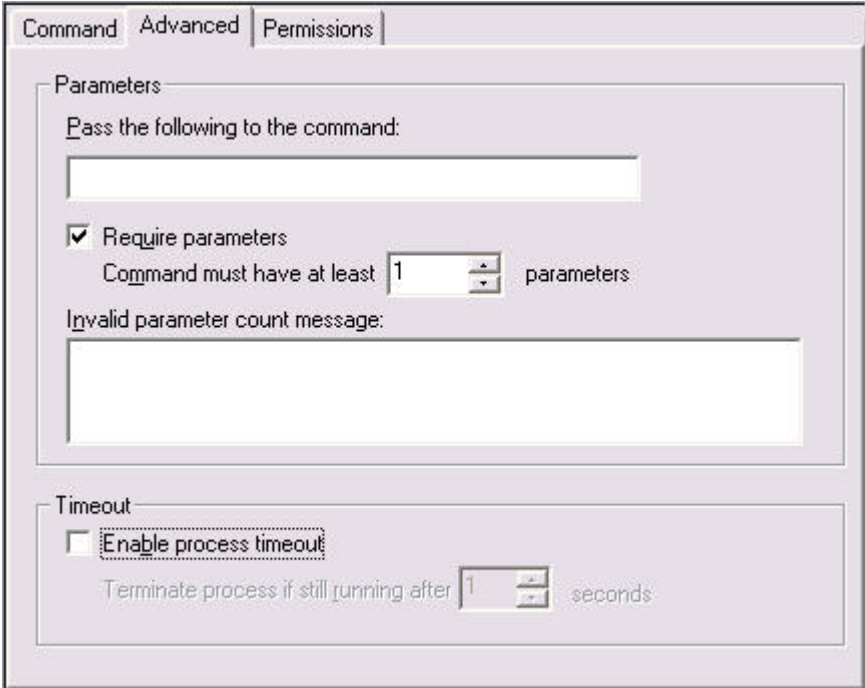 Command Advanced Permissions
Parameters
Pass the following to the command:
Require parameters
Command must have at least 1 parameters
Invalid parameter count message:
Timeout
Enable process timeout
Terminate process if still running after 1 seconds